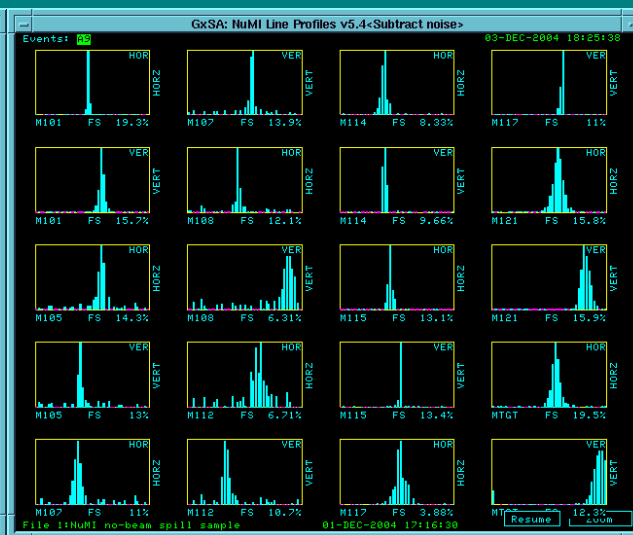 GxSA: NuMI Line Profiles v5.4<Subtract noise>
Events: A9 03-DEC-2004 18:25:38
HOR HORZ VER VERT HOR HORZ VER VERT
M101 FS 19.3% M107 FS 13.9% M114 FS 8.33% M117 FS 11%
VER VERT HOR HORZ VER VERT HOR HORZ
M101 FS 15.7% M108 FS 12.1% M114 FS 9.66% M121 FS 15.8%
HOR HORZ VER VERT HOR HORZ VER VERT
M105 FS 14.3% M108 FS 6.31% M115 FS 13.1% M121 FS 15.9%
VER VERT HOR HORZ VER VERT HOR HORZ
M105 FS 13% M112 FS 6.71% M115 FS 13.4% MTGT FS 19.5%
HOR HORZ VER VERT HOR HORZ VER VERT
M107 FS 11% M112 FS 10.7% M117 FS 3.88% MTGT FS 12.3%
File 1:NuMI no-beam spill sample 01-DEC-2004 17:16:30 Resume Zoom